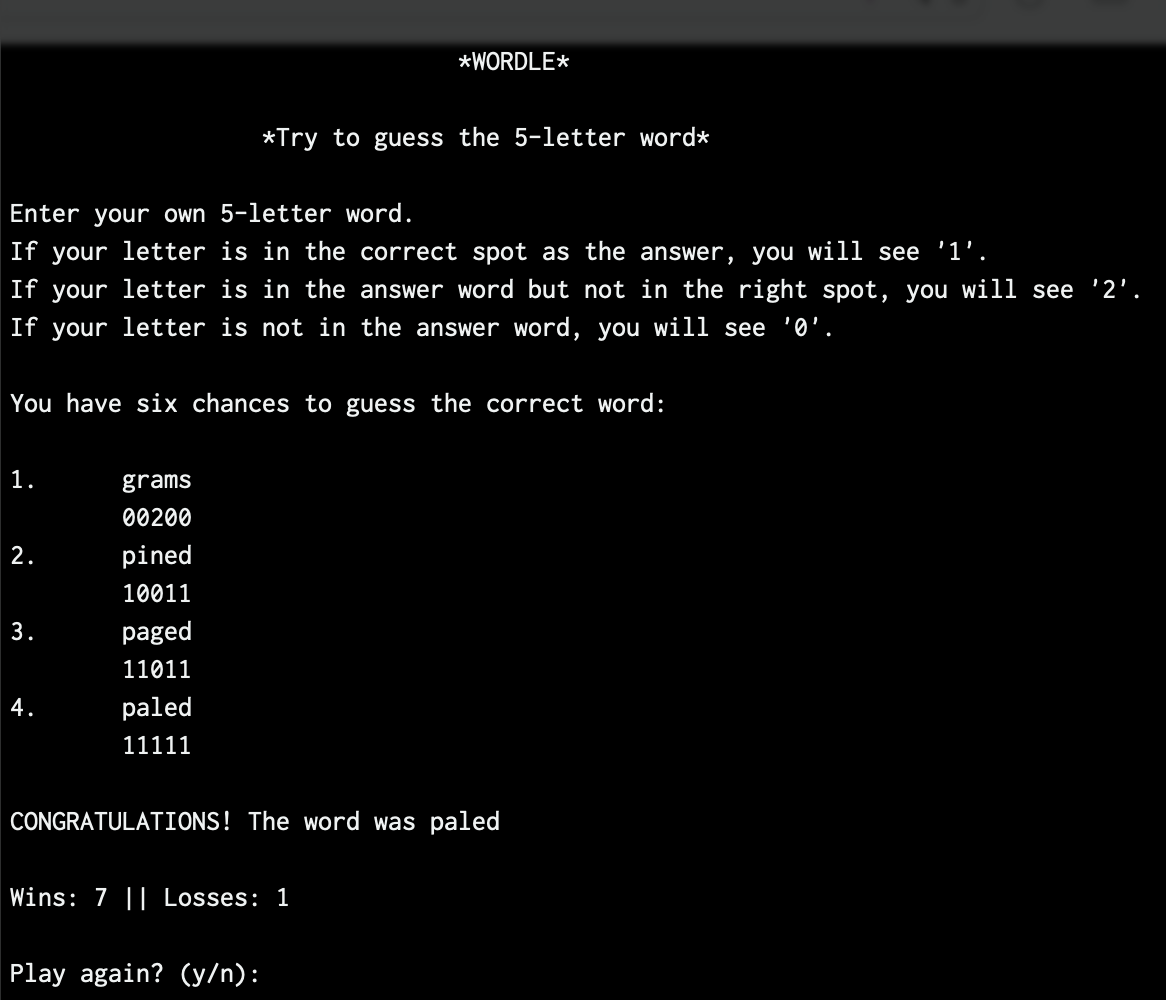 *WORDLE*
*Try to guess the 5-letter word*
Enter your own 5-letter word.
If your letter is in the correct spot as the answer, you will see '1'.
If your letter is in the answer word but not in the right spot, you will see '2'.
If your letter is not in the answer word, you will see '0'.
You have six chances to guess the correct word:
1. grams
00200
2. pined
10011
3. paged
11011
4. paled
11111
CONGRATULATIONS! The word was paled
Wins: 7 || Losses: 1
Play again? (y/n):